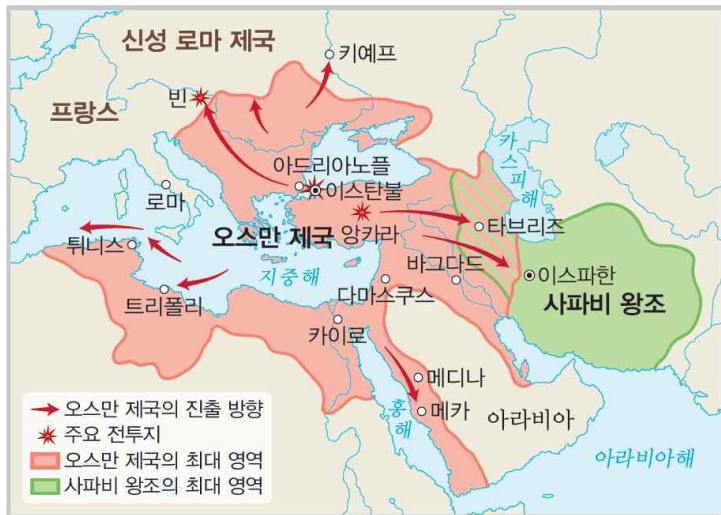 신성 로마 제국
키예프
빈
프랑스
카스피해
아드리아노플
이스탄불
로마
오스만 제국
앙카라
타브리즈
튀니스
지중해
바그다드
이스파한
트리폴리
다마스쿠스
사파비 왕조
카이로
메디나
홍해
메카
아라비아
아라비아해
오스만 제국의 진출 방향
주요 전투지
오스만 제국의 최대 영역
사파비 왕조의 최대 영역